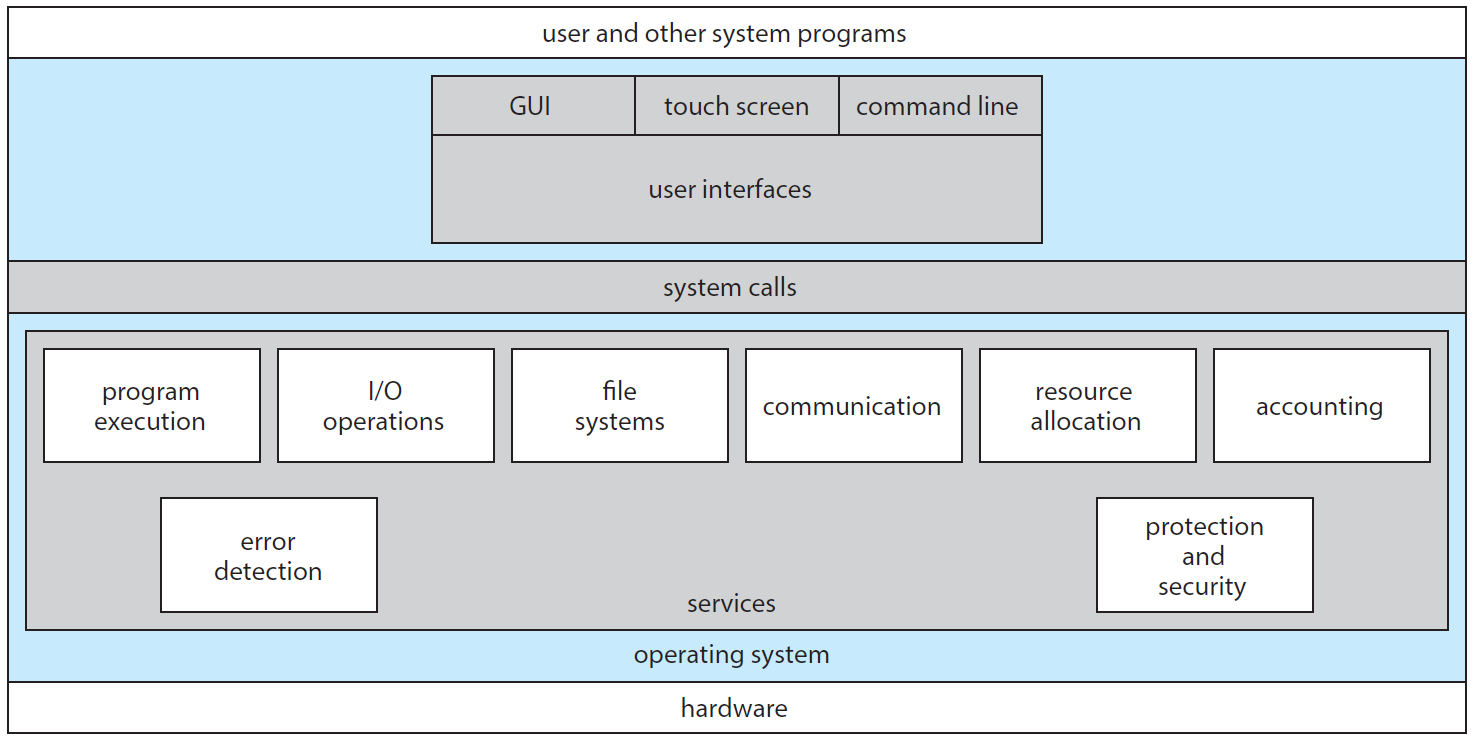 user and other system programs
GUI
touch screen
command line
user interfaces
system calls
program
execution
I/O
operations
file
systems
communication
resource
allocation
accounting
error
detection
protection
and
security
services
operating system
hardware